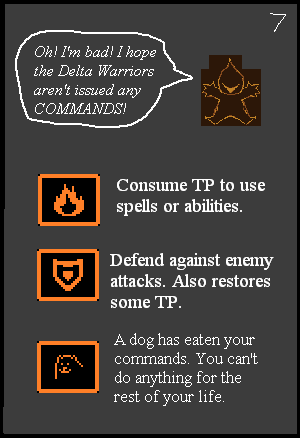 7
Oh! I'm bad! I hope
the Delta Warriors
aren't issued any
COMMANDS!
Consume TP to use
spells or abilities.
Defend against enemy
attacks. Also restores
some TP.
A dog has eaten your
commands. You can't
do anything for the
rest of your life.